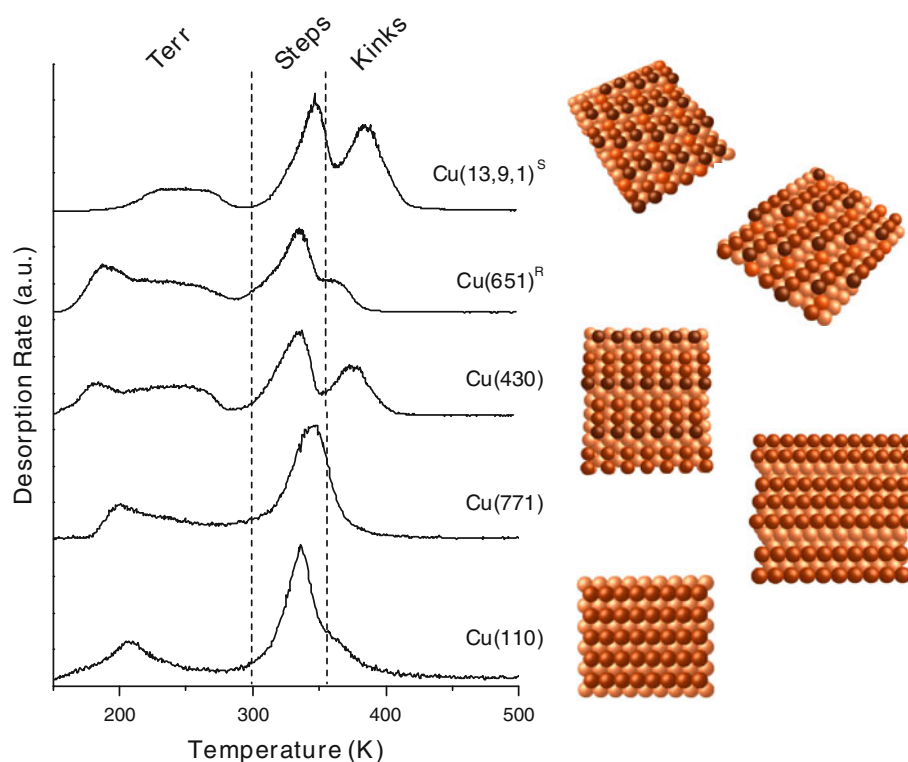 Terr Steps Kinks
Cu(13,9,1)ˢ
Cu(651)ᴿ
Cu(430)
Cu(771)
Cu(110)
Desorption Rate (a.u.)
200 300 400 500
Temperature (K)